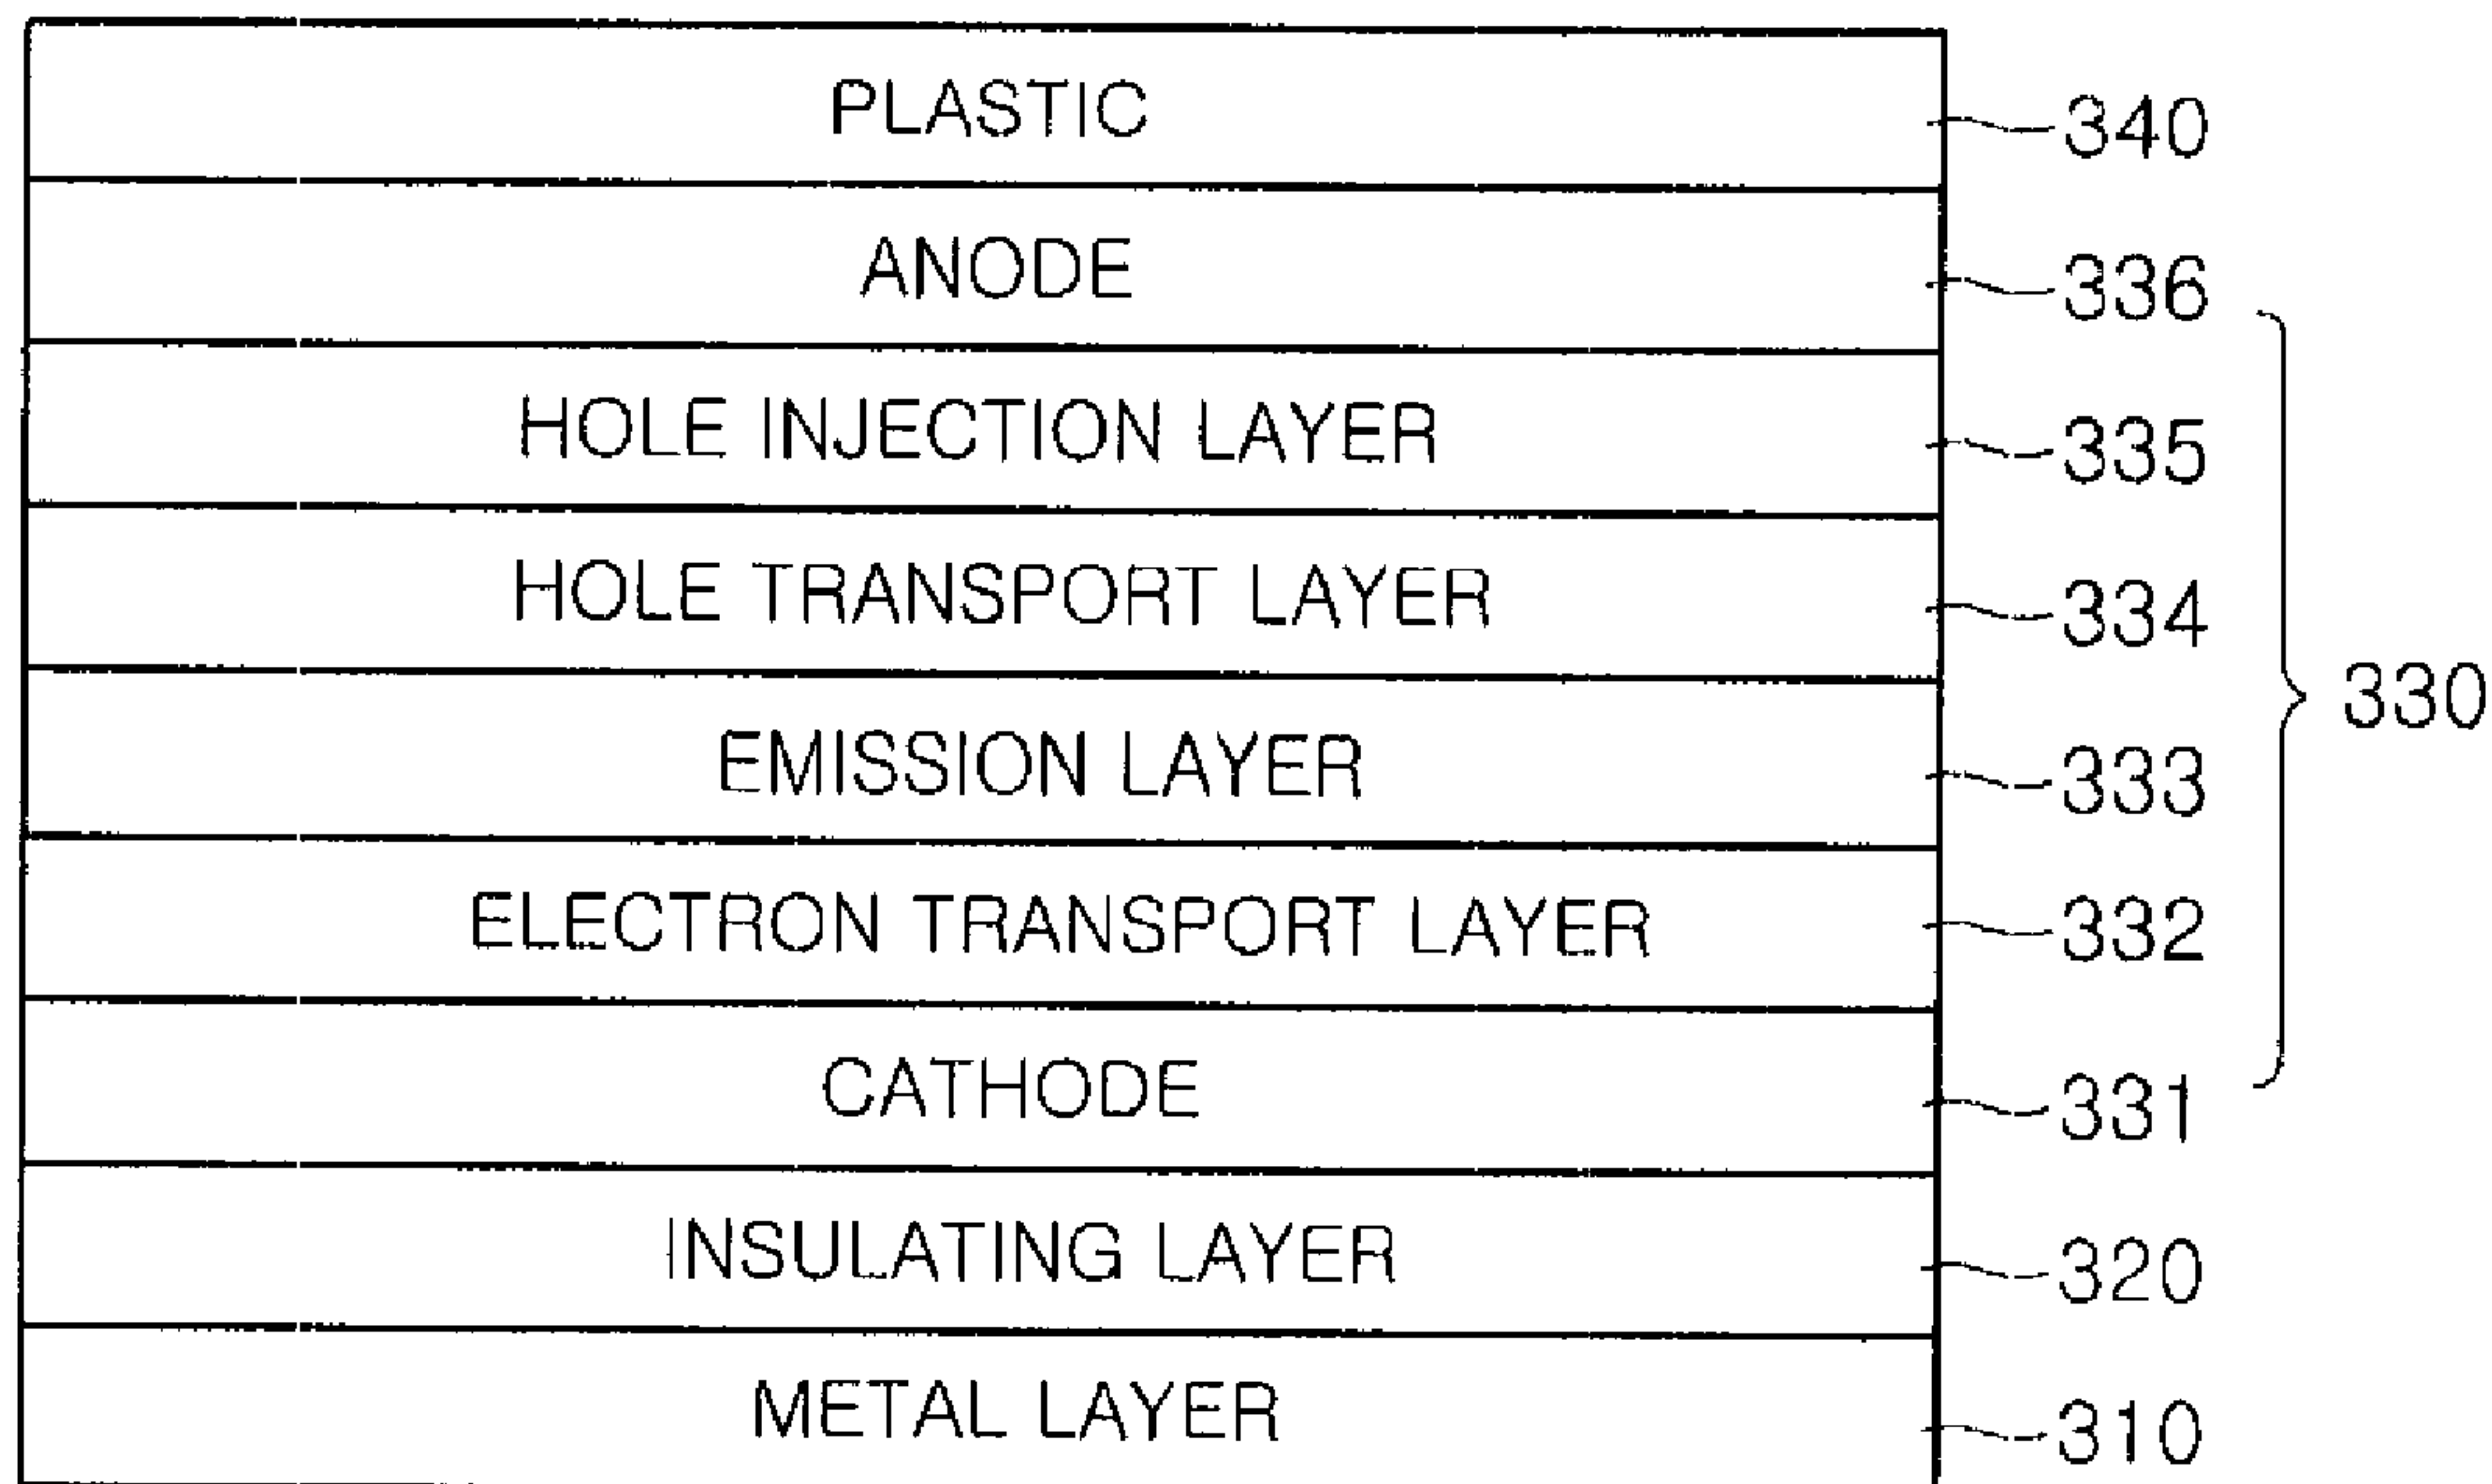 PLASTIC 340
ANODE 336
HOLE INJECTION LAYER 335
HOLE TRANSPORT LAYER 334
330
EMISSION LAYER 333
ELECTRON TRANSPORT LAYER 332
CATHODE 331
INSULATING LAYER 320
METAL LAYER 310